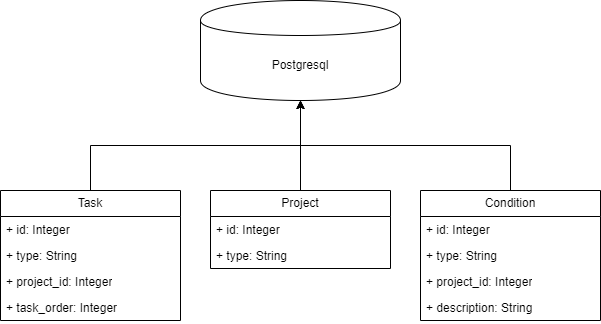 Postgresql
Task
+ id: Integer
+ type: String
+ project_id: Integer
+ task_order: Integer
Project
+ id: Integer
+ type: String
Condition
+ id: Integer
+ type: String
+ project_id: Integer
+ description: String